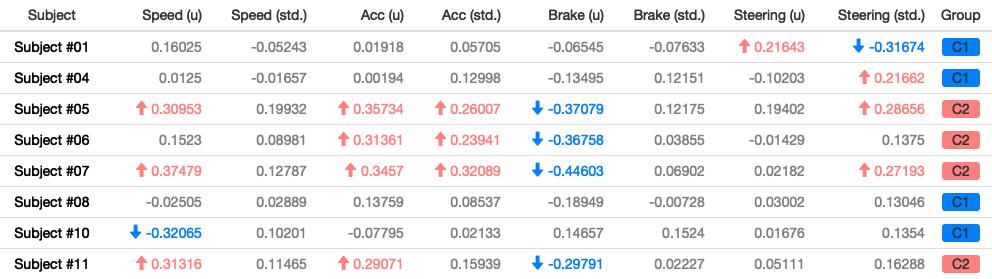 Subject Speed (u) Speed (std.) Acc (u) Acc (std.) Brake (u) Brake (std.) Steering (u) Steering (std.) Group
Subject #01 0.16025 -0.05243 0.01918 0.05705 -0.06545 -0.07633 ↑ 0.21643 ↓ -0.31674 C1
Subject #04 0.0125 -0.01657 0.00194 0.12998 -0.13495 0.12151 -0.10203 ↑ 0.21662 C1
Subject #05 ↑ 0.30953 0.19932 ↑ 0.35734 ↑ 0.26007 ↓ -0.37079 0.12175 0.19402 ↑ 0.28656 C2
Subject #06 0.1523 0.08981 ↑ 0.31361 ↑ 0.23941 ↓ -0.36758 0.03855 -0.01429 0.1375 C2
Subject #07 ↑ 0.37479 0.12787 ↑ 0.3457 ↑ 0.32089 ↓ -0.44603 0.06902 0.02182 ↑ 0.27193 C2
Subject #08 -0.02505 0.02889 0.13759 0.08537 -0.18949 -0.00728 0.03002 0.13046 C1
Subject #10 ↓ -0.32065 0.10201 -0.07795 0.02133 0.14657 0.1524 0.01676 0.1354 C1
Subject #11 ↑ 0.31316 0.11465 ↑ 0.29071 0.15939 ↓ -0.29791 0.02227 0.05111 0.16288 C2